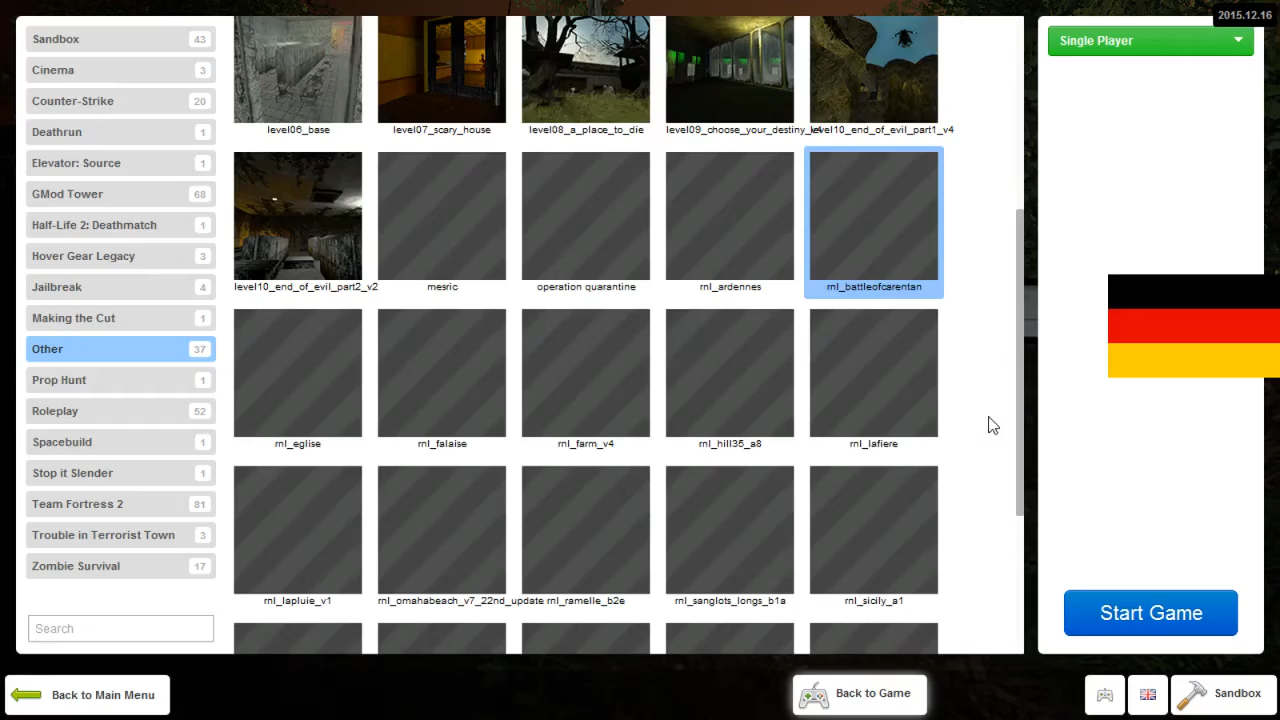 2015.12.16
Sandbox 43
Cinema 3
Counter-Strike 20
Deathrun 1
Elevator: Source 1
GMod Tower 68
Half-Life 2: Deathmatch 1
Hover Gear Legacy 3
Jailbreak 4
Making the Cut 1
Other 37
Prop Hunt 1
Roleplay 52
Spacebuild 1
Stop it Slender 1
Team Fortress 2 81
Trouble in Terrorist Town 3
Zombie Survival 17
Search
level06_base
level07_scary_house
level08_a_place_to_die
level09_choose_your_destiny_v4
level10_end_of_evil_part1_v4
level10_end_of_evil_part2_v2
mesric
operation quarantine
rnl_ardennes
rnl_battleofcarentan
rnl_eglise
rnl_falaise
rnl_farm_v4
rnl_hill35_a8
rnl_lafiere
rnl_lapluie_v1
rnl_omahabeach_v7_22nd_update
rnl_ramelle_b2e
rnl_sanglots_longs_b1a
rnl_sicily_a1
Single Player
Start Game
Back to Main Menu
Back to Game
Sandbox